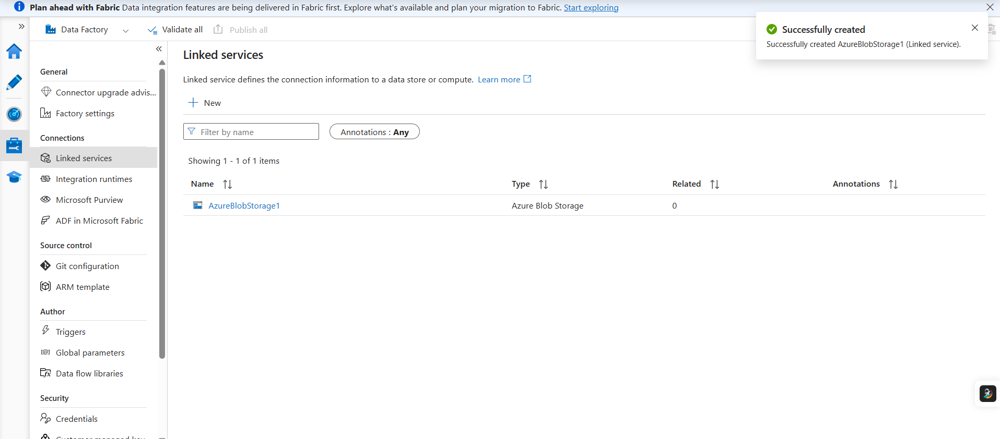 Plan ahead with Fabric Data integration features are being delivered in Fabric first. Explore what's available and plan your migration to Fabric. Start exploring
Data Factory
Validate all
Publish all
Successfully created
Successfully created AzureBlobStorage1 (Linked service).
General
Connector upgrade advis...
Factory settings
Connections
Linked services
Integration runtimes
Microsoft Purview
ADF in Microsoft Fabric
Source control
Git configuration
ARM template
Author
Triggers
Global parameters
Data flow libraries
Security
Credentials
Linked services
Linked service defines the connection information to a data store or compute. Learn more
New
Filter by name
Annotations : Any
Showing 1 - 1 of 1 items
Name Type Related Annotations
AzureBlobStorage1 Azure Blob Storage 0